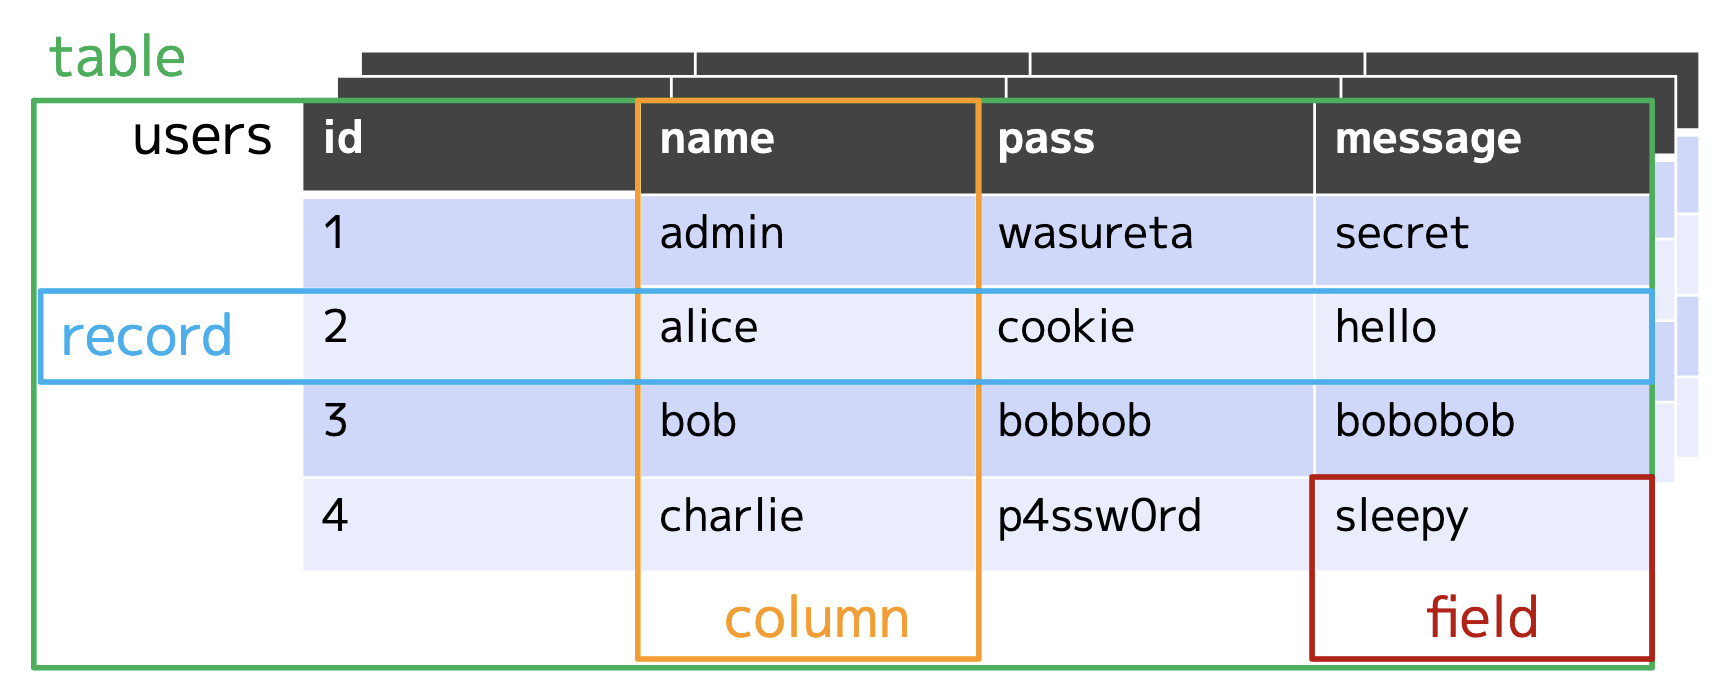 table
users id name pass message
1 admin wasureta secret
record 2 alice cookie hello
3 bob bobbob bobobob
4 charlie p4ssw0rd sleepy
column field